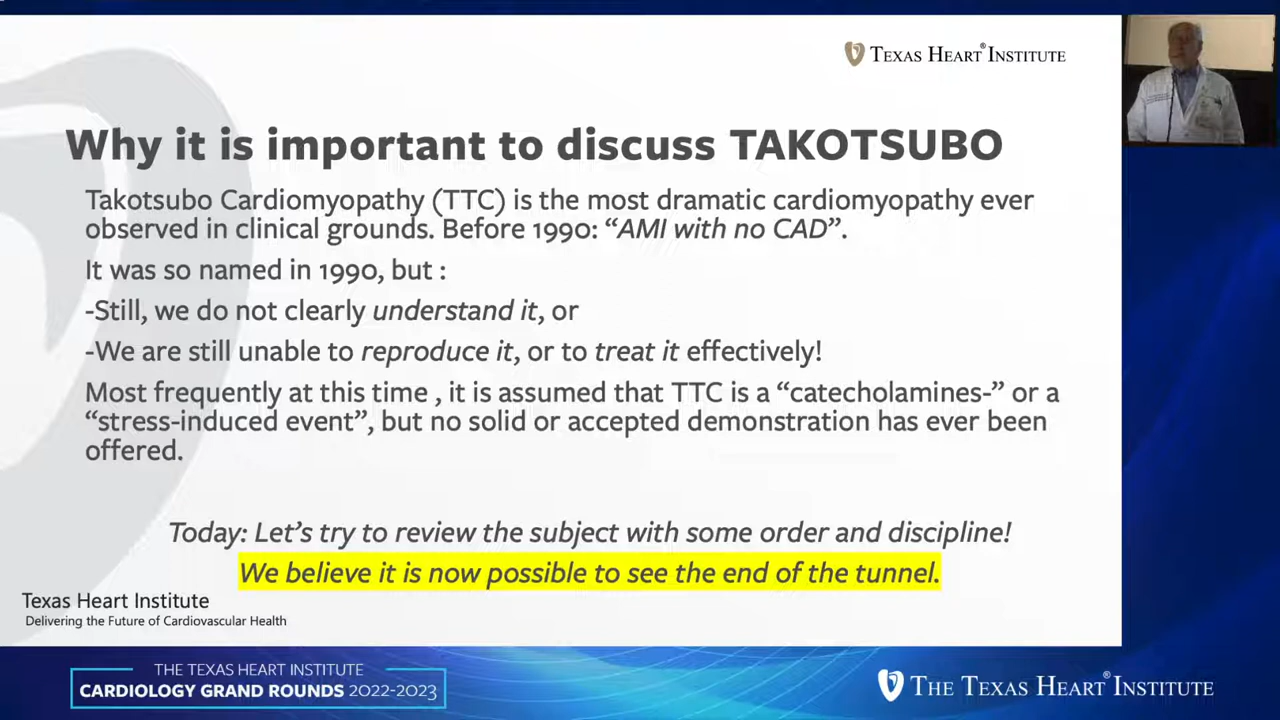 TEXAS HEART® INSTITUTE
Why it is important to discuss TAKOTSUBO
Takotsubo Cardiomyopathy (TTC) is the most dramatic cardiomyopathy ever
observed in clinical grounds. Before 1990: “AMI with no CAD”.
It was so named in 1990, but :
-Still, we do not clearly understand it, or
-We are still unable to reproduce it, or to treat it effectively!
Most frequently at this time , it is assumed that TTC is a “catecholamines-” or a
“stress-induced event”, but no solid or accepted demonstration has ever been
offered.
Today: Let’s try to review the subject with some order and discipline!
We believe it is now possible to see the end of the tunnel.
Texas Heart Institute
Delivering the Future of Cardiovascular Health
THE TEXAS HEART INSTITUTE
CARDIOLOGY GRAND ROUNDS 2022-2023
THE TEXAS HEART® INSTITUTE